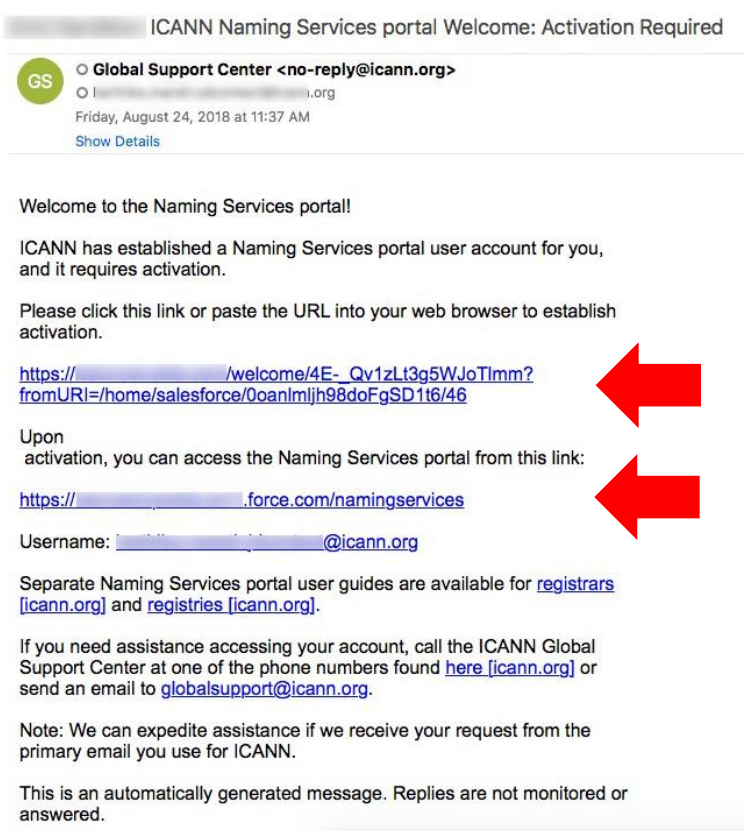 ICANN Naming Services portal Welcome: Activation Required
GS
Global Support Center <no-reply@icann.org>
.org
Friday, August 24, 2018 at 11:37 AM
Show Details
Welcome to the Naming Services portal!
ICANN has established a Naming Services portal user account for you,
and it requires activation.
Please click this link or paste the URL into your web browser to establish
activation.
https:// /welcome/4E-_Qv1zLt3g5WJoTlmm?
fromURI=/home/salesforce/0oanlmljh98doFgSD1t6/46
Upon
activation, you can access the Naming Services portal from this link:
https:// .force.com/namingservices
Username: @icann.org
Separate Naming Services portal user guides are available for registrars
[icann.org] and registries [icann.org].
If you need assistance accessing your account, call the ICANN Global
Support Center at one of the phone numbers found here [icann.org] or
send an email to globalsupport@icann.org.
Note: We can expedite assistance if we receive your request from the
primary email you use for ICANN.
This is an automatically generated message. Replies are not monitored or
answered.